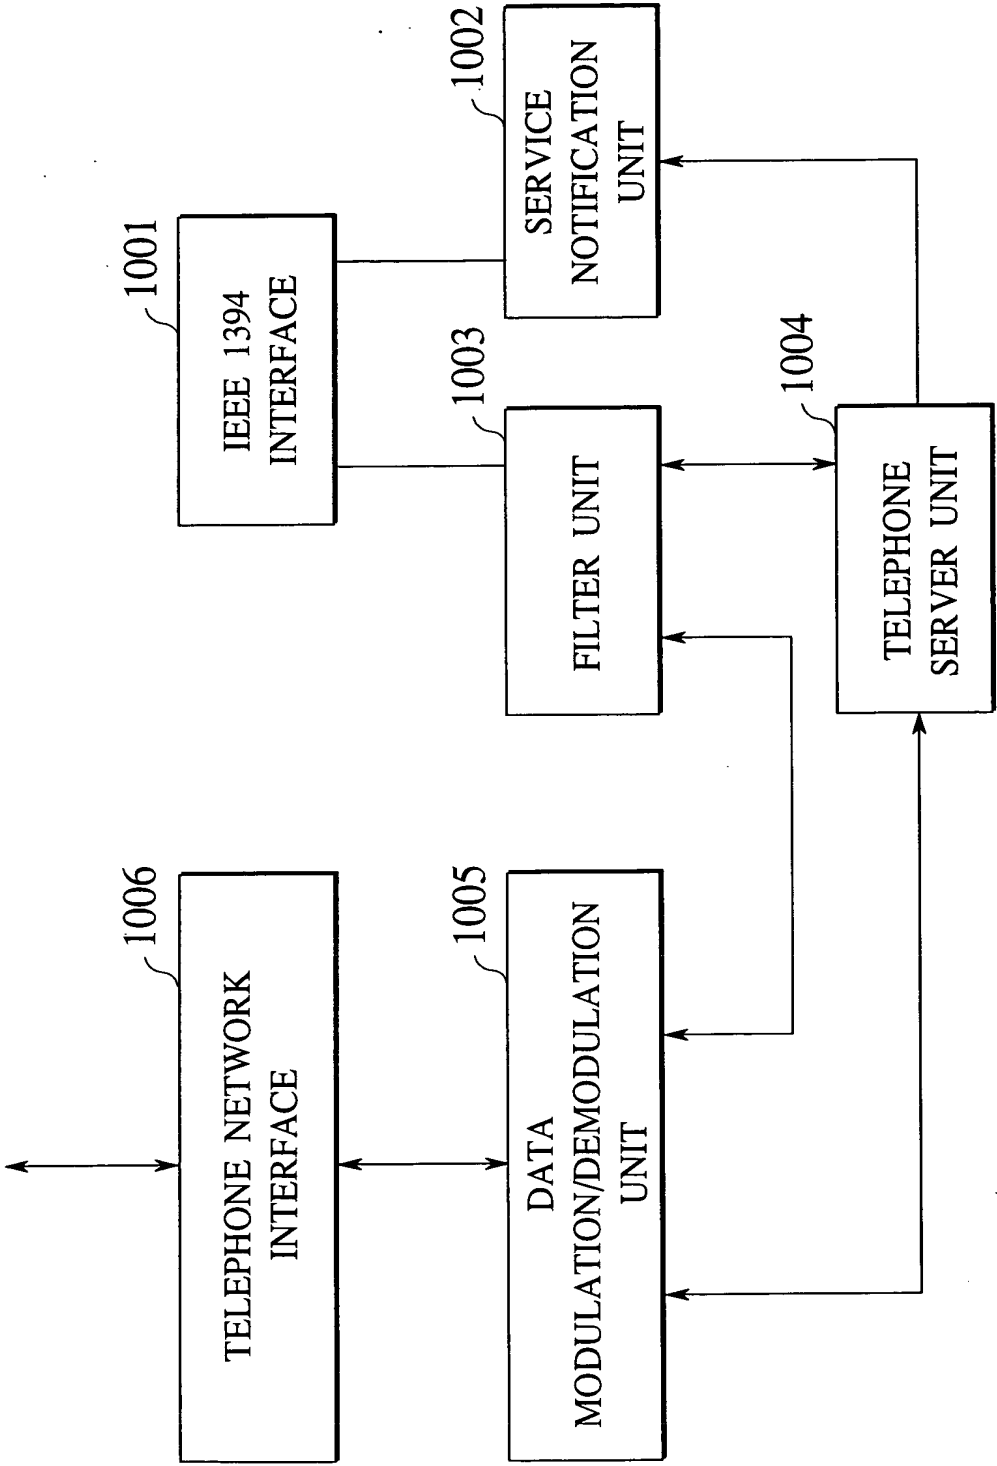 1006
TELEPHONE NETWORK
INTERFACE
1001
IEEE 1394
INTERFACE
1005
DATA
MODULATION/DEMODULATION
UNIT
1003
FILTER UNIT
1002
SERVICE
NOTIFICATION
UNIT
1004
TELEPHONE
SERVER UNIT